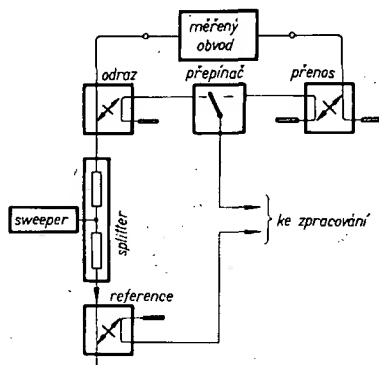 měřený
obvod
odraz
přepínač
přenos
sweeper
splitter
ke zpracování
reference